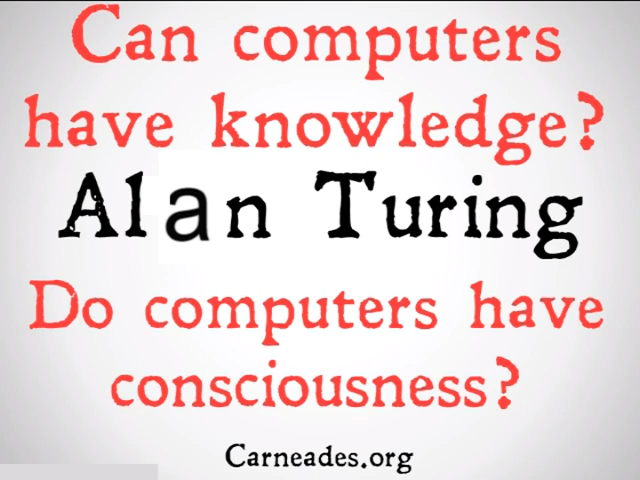 Can computers
have knowledge?
Alan Turing
Do computers have
consciousness?
Carneades.org